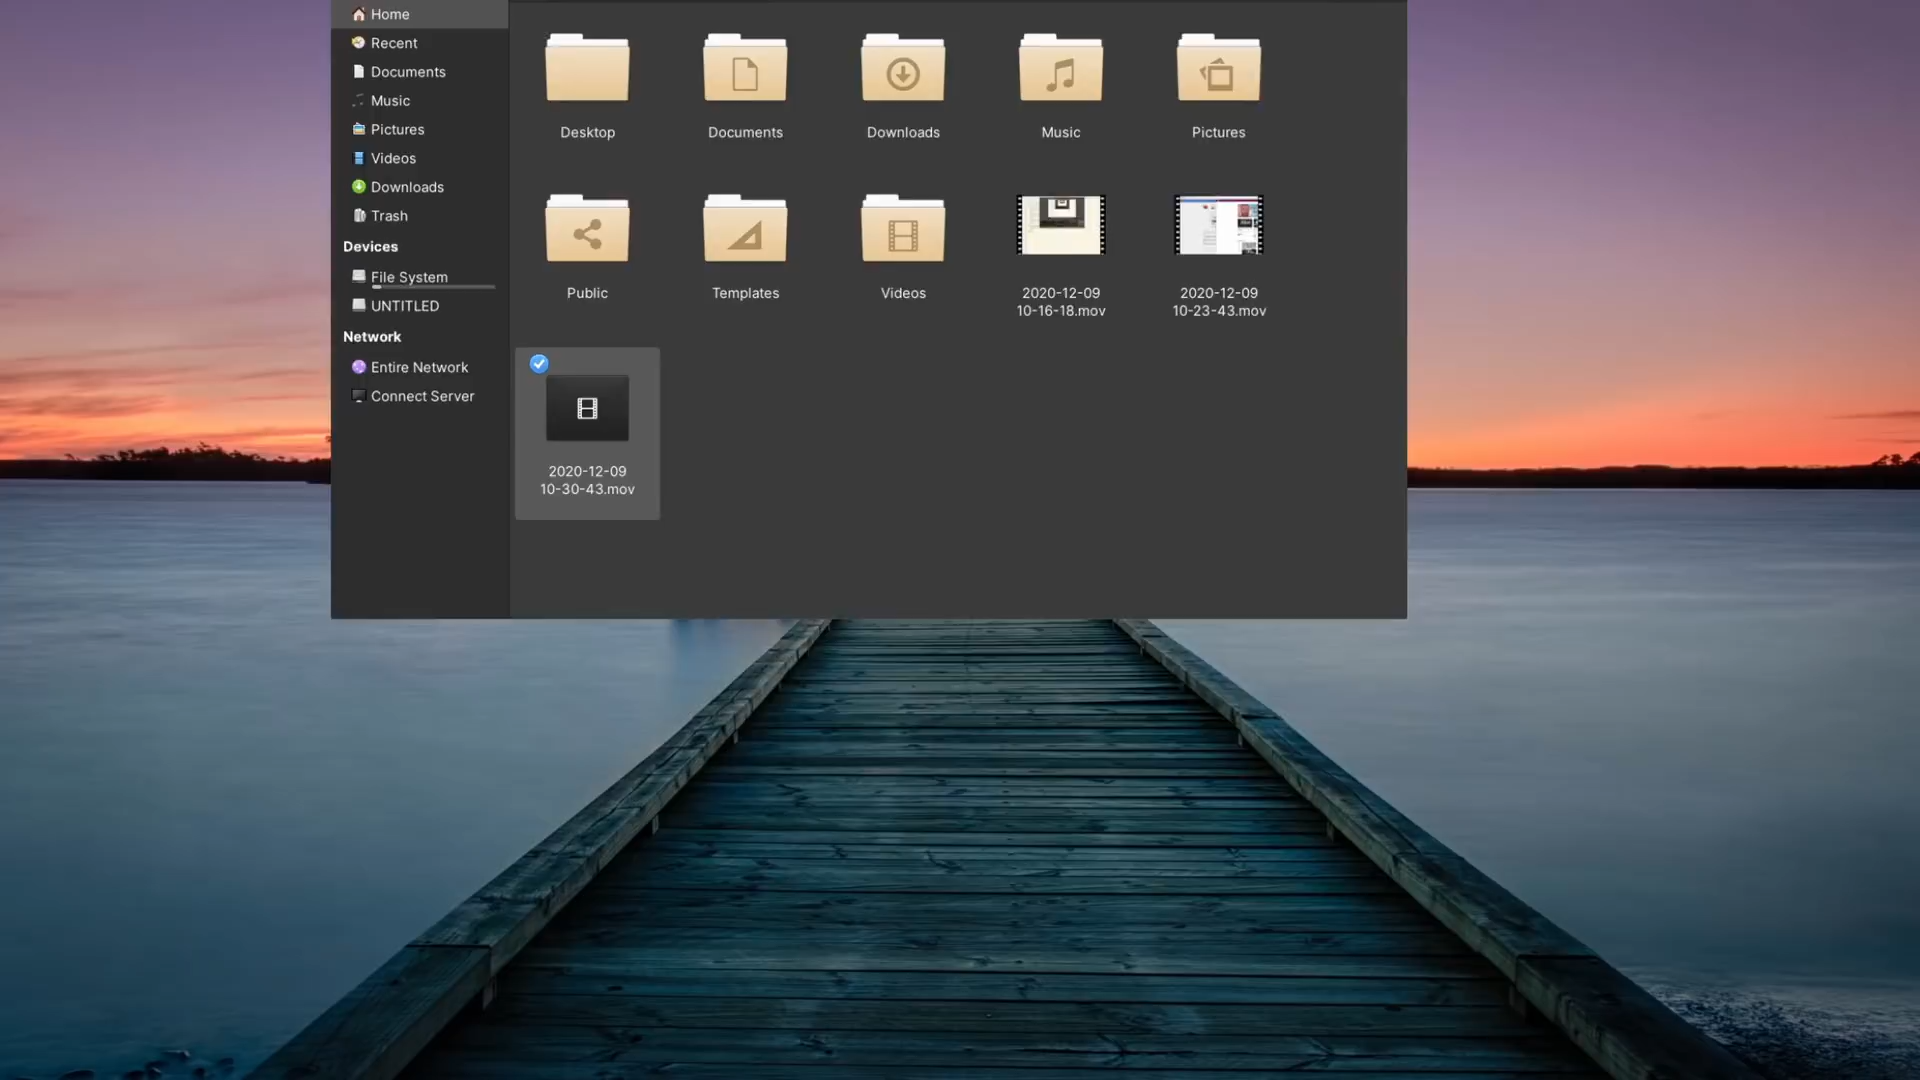 Home
Recent
Documents
Music
Pictures
Videos
Downloads
Trash
Devices
File System
UNTITLED
Network
Entire Network
Connect Server
Desktop
Documents
Downloads
Music
Pictures
Public
Templates
Videos
2020-12-09
10-16-18.mov
2020-12-09
10-23-43.mov
2020-12-09
10-30-43.mov